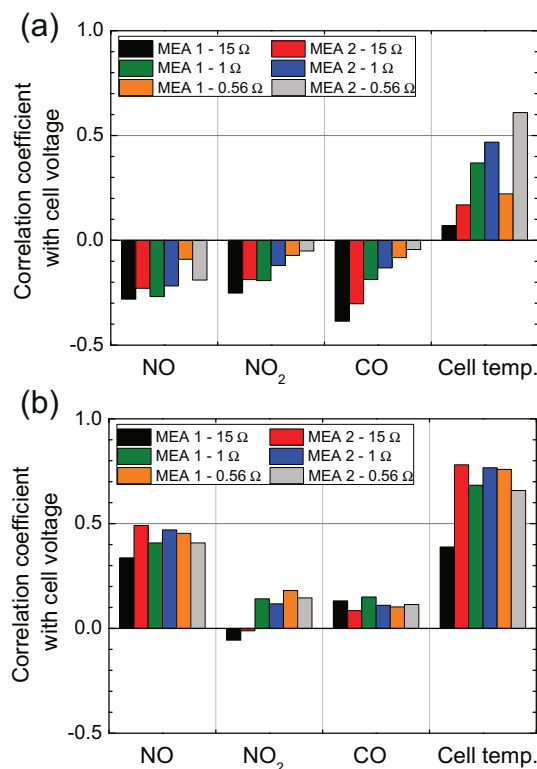 (a)
1.0
MEA 1 - 15 Ω MEA 2 - 15 Ω
MEA 1 - 1 Ω MEA 2 - 1 Ω
MEA 1 - 0.56 Ω MEA 2 - 0.56 Ω
0.5
0.0
-0.5
Correlation coefficient
with cell voltage
NO NO₂ CO Cell temp.
(b)
1.0
MEA 1 - 15 Ω MEA 2 - 15 Ω
MEA 1 - 1 Ω MEA 2 - 1 Ω
MEA 1 - 0.56 Ω MEA 2 - 0.56 Ω
0.5
0.0
-0.5
Correlation coefficient
with cell voltage
NO NO₂ CO Cell temp.